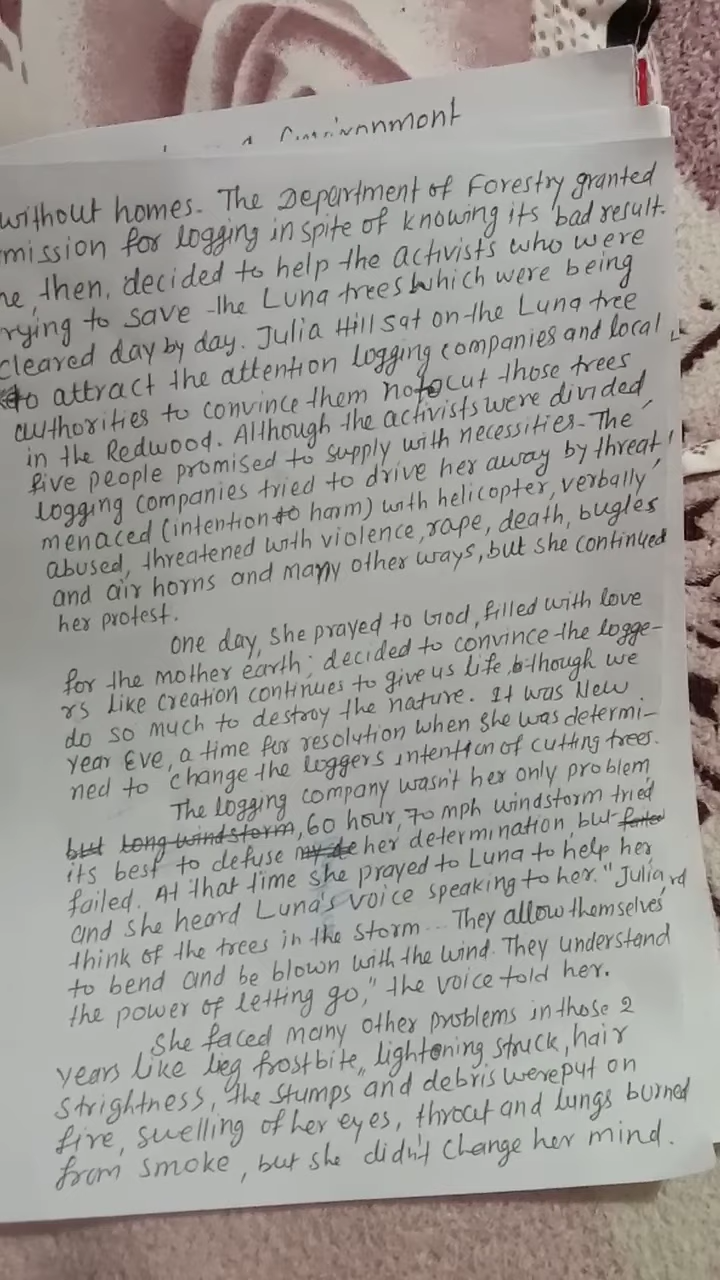 without homes. The Department of Forestry granted
mission for logging inspite of knowing its bad result.
he, then, decided to help the activists who were
rying to save the Luna trees which were being
cleared day by day. Julia Hill sat on the Luna tree
to attract the attention logging companies and local
authorities to convince them not to cut those trees
in the Redwood. Although the activists were divided,
five people promised to supply with necessities. The
logging companies tried to drive her away by threat,
menaced (intention to harm) with helicopter, verbally
abused, threatened with violence, rape, death, bugles
and air horns and many other ways, but she continued
her protest.
One day, she prayed to God, filled with love
for the mother earth; decided to convince the logge-
rs like creation continues to give us life, though we
do so much to destroy the nature. It was New
year Eve, a time for resolution when she was determi-
ned to change the loggers intention of cutting trees.
The logging company wasn't her only problem,
but long windstorm, 60 hour, 70 mph windstorm tried
its best to defuse her determination, but failed
failed. At that time she prayed to Luna to help her
and she heard Luna's voice speaking to her. "Julia,
think of the trees in the storm... They allow themselves
to bend and be blown with the wind. They understand
the power of letting go," the voice told her.
She faced many other problems in those 2
years like leg frostbite, lightening struck, hair
strightness, the stumps and debris were put on
fire, swelling of her eyes, throat and lungs burned
from smoke, but she didn't change her mind.